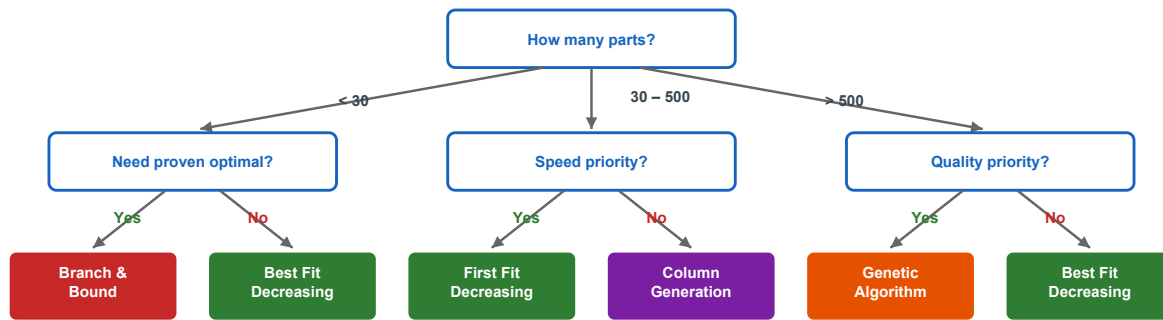 How many parts?
< 30
30 – 500
> 500
Need proven optimal?
Speed priority?
Quality priority?
Yes
No
Yes
No
Yes
No
Branch &
Bound
Best Fit
Decreasing
First Fit
Decreasing
Column
Generation
Genetic
Algorithm
Best Fit
Decreasing